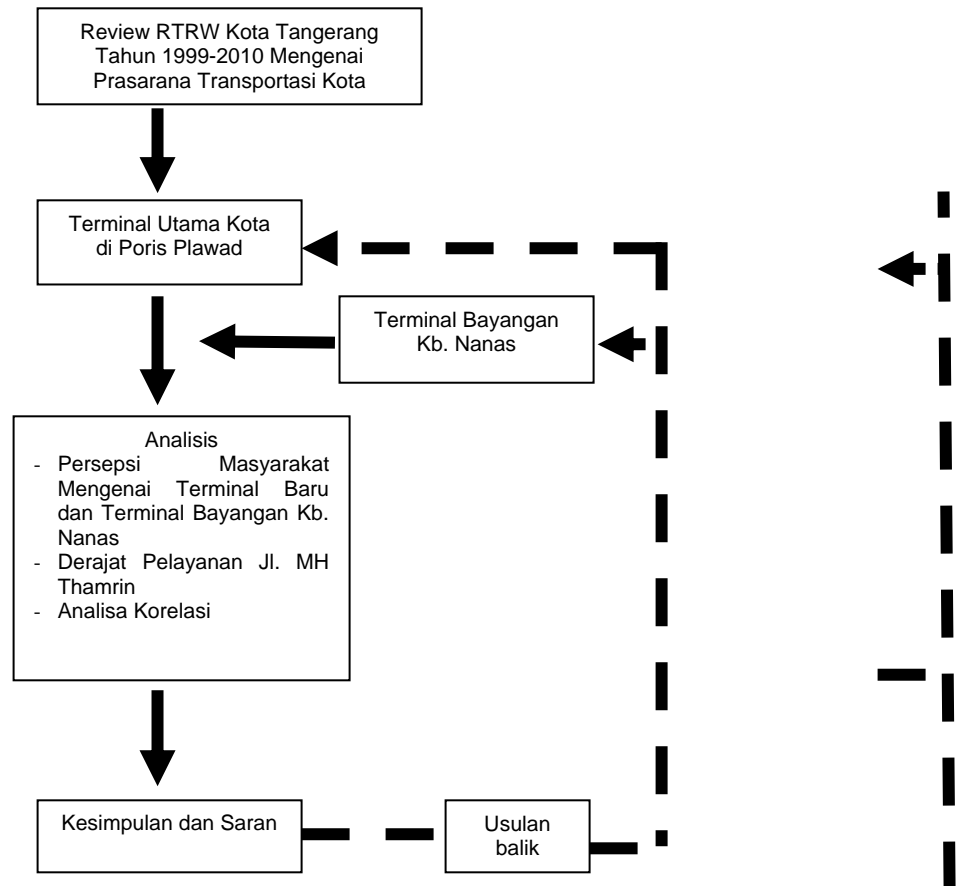 Review RTRW Kota Tangerang
Tahun 1999-2010 Mengenai
Prasarana Transportasi Kota
Terminal Utama Kota
di Poris Plawad
Terminal Bayangan
Kb. Nanas
Analisis
- Persepsi Masyarakat
Mengenai Terminal Baru
dan Terminal Bayangan Kb.
Nanas
- Derajat Pelayanan Jl. MH
Thamrin
- Analisa Korelasi
Kesimpulan dan Saran
Usulan
balik